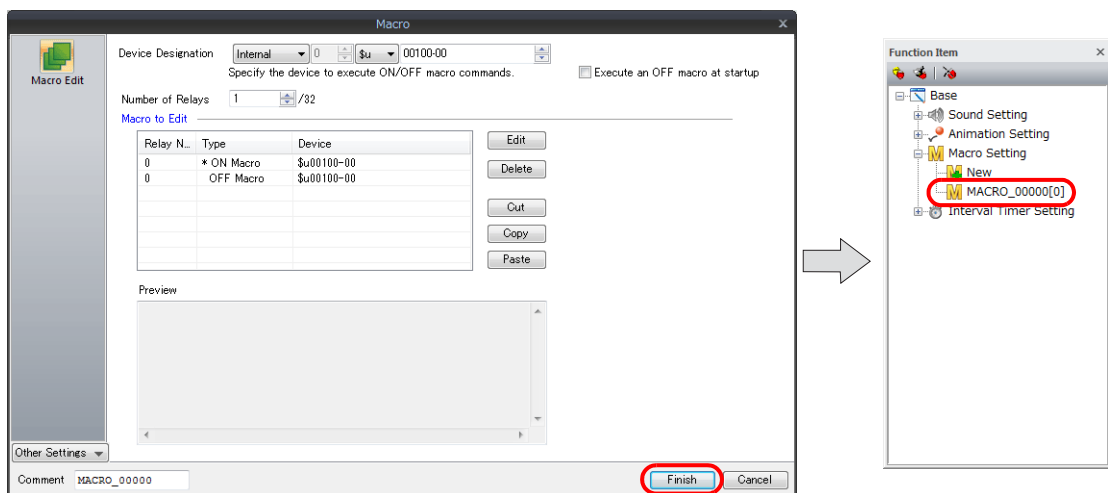 Macro
x
Macro Edit
Device Designation Internal 0 $u 00100-00
Specify the device to execute ON/OFF macro commands.
Execute an OFF macro at startup
Number of Relays 1 /32
Macro to Edit
Relay N... Type Device
0 * ON Macro $u00100-00
0 OFF Macro $u00100-00
Edit
Delete
Cut
Copy
Paste
Preview
Other Settings
Comment MACRO_00000
Finish Cancel
Function Item
x
Base
Sound Setting
Animation Setting
Macro Setting
New
MACRO_00000[0]
Interval Timer Setting